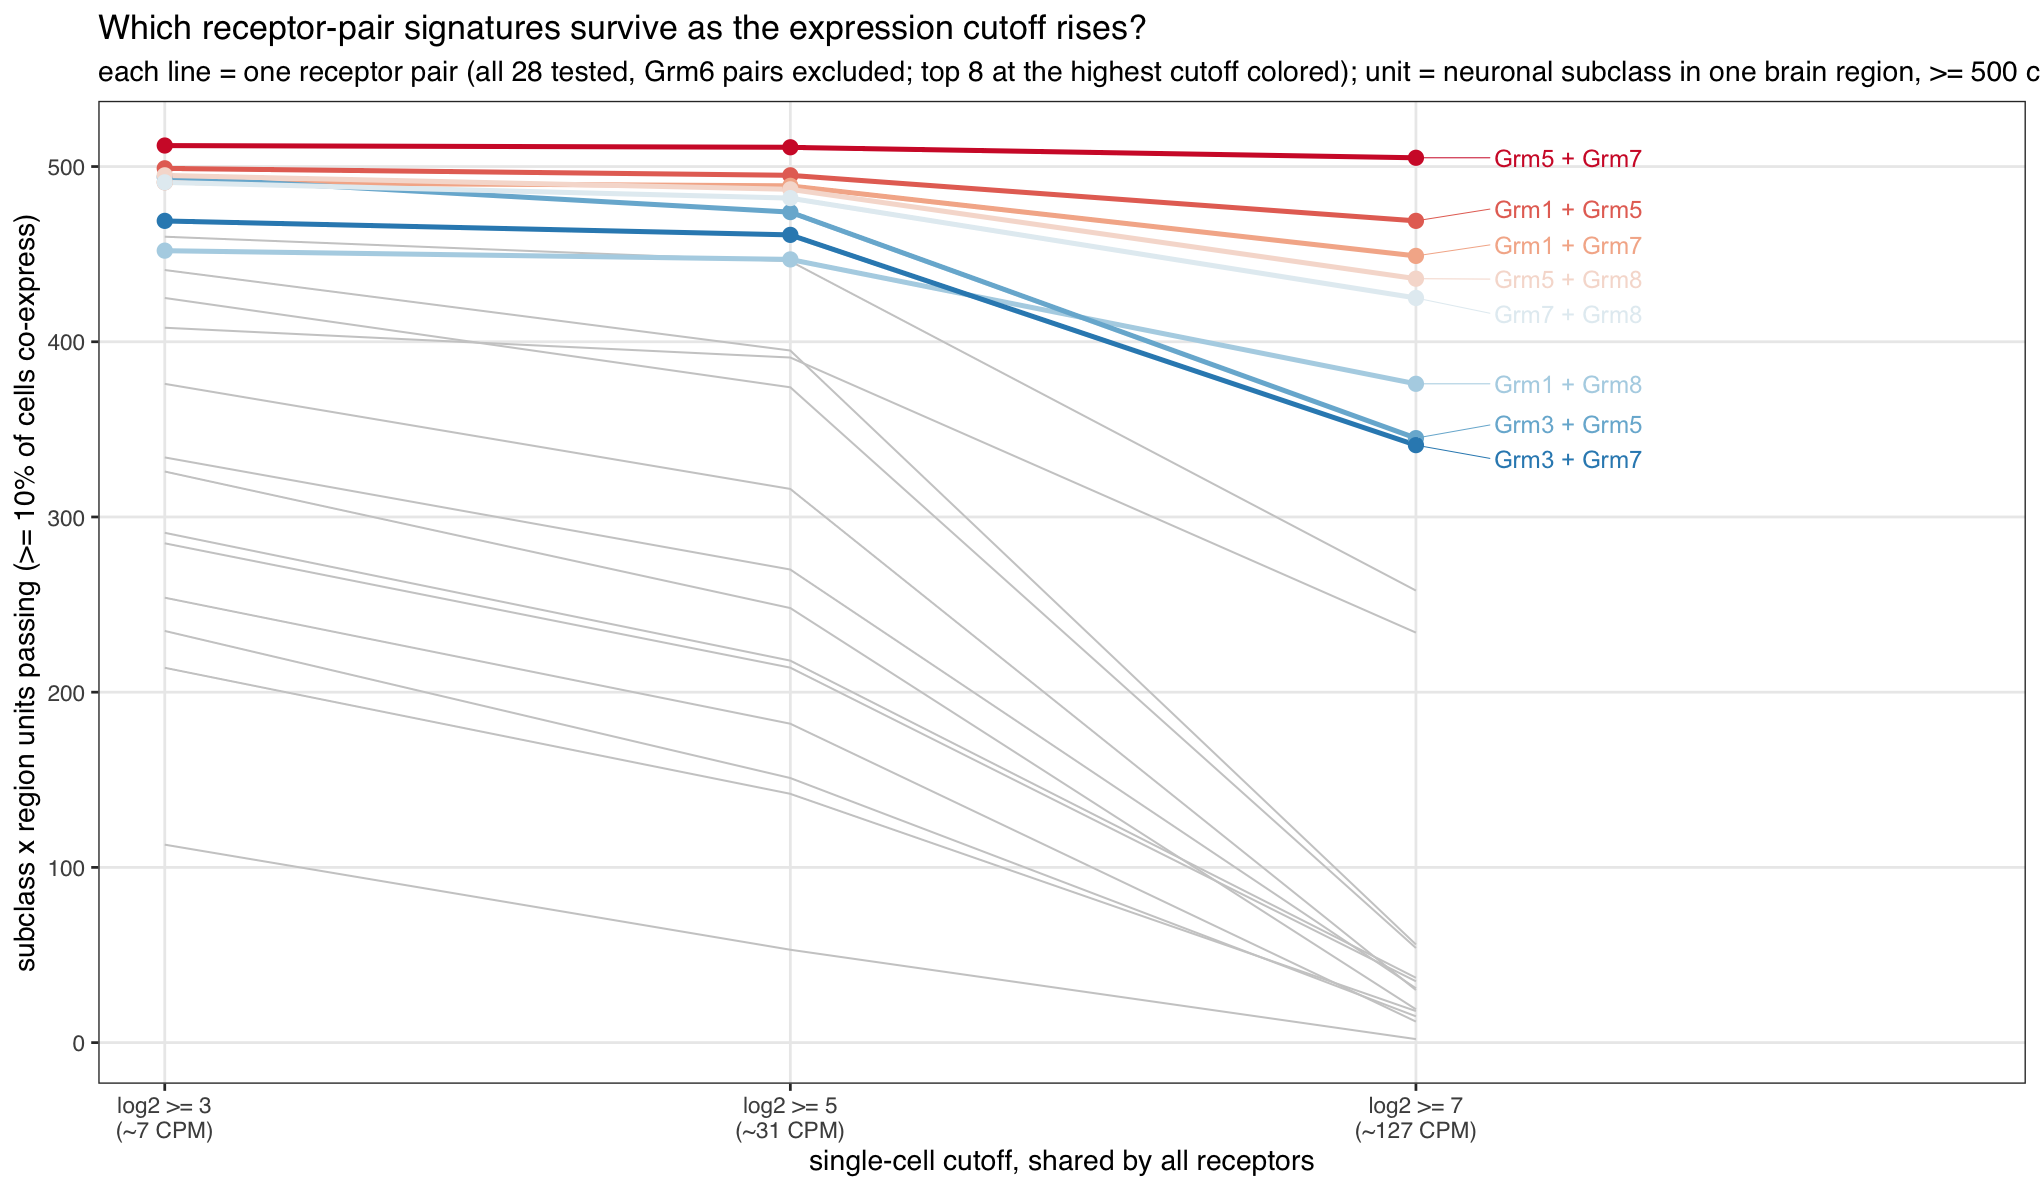 Which receptor-pair signatures survive as the expression cutoff rises?
each line = one receptor pair (all 28 tested, Grm6 pairs excluded; top 8 at the highest cutoff colored); unit = neuronal subclass in one brain region, >= 500 c
subclass x region units passing (>= 10% of cells co-express)
500
400
300
200
100
0
Grm5 + Grm7
Grm1 + Grm5
Grm1 + Grm7
Grm5 + Grm8
Grm7 + Grm8
Grm1 + Grm8
Grm3 + Grm5
Grm3 + Grm7
log2 >= 3
(~7 CPM)
log2 >= 5
(~31 CPM)
log2 >= 7
(~127 CPM)
single-cell cutoff, shared by all receptors